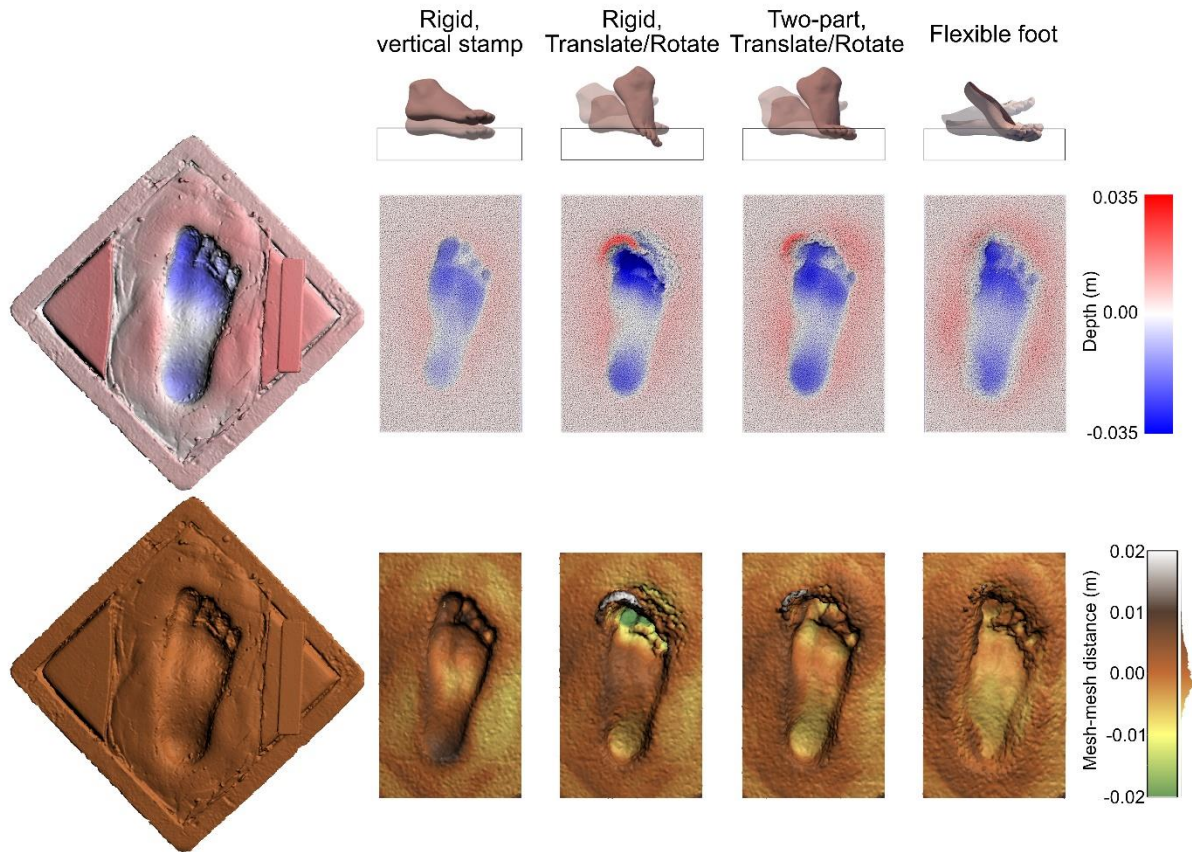 Rigid,
vertical stamp
Rigid,
Translate/Rotate
Two-part,
Translate/Rotate
Flexible foot
0.035
0.00
-0.035
Depth (m)
0.02
0.01
0.00
-0.01
-0.02
Mesh-mesh distance (m)